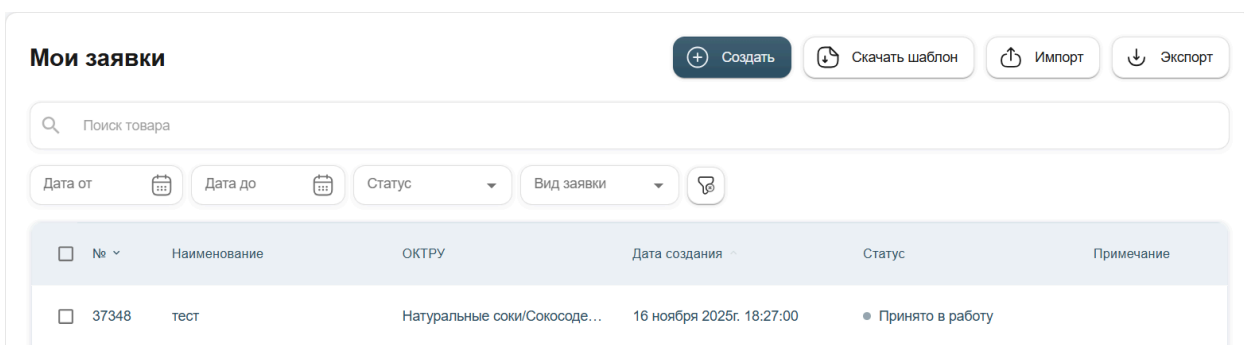 Мои заявки
Создать
Скачать шаблон
Импорт
Экспорт
Поиск товара
Дата от
Дата до
Статус
Вид заявки
№ Наименование ОКТРУ Дата создания Статус Примечание
37348 тест Натуральные соки/Сокосоде... 16 ноября 2025г. 18:27:00 Принято в работу